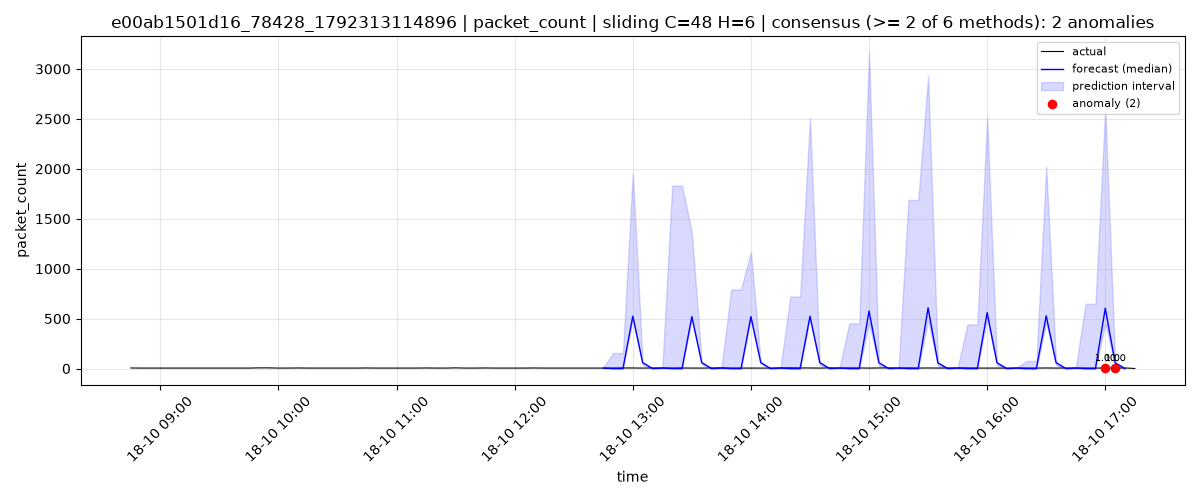 e00ab1501d16_78428_1792313114896 | packet_count | sliding C=48 H=6 | consensus (>= 2 of 6 methods): 2 anomalies
actual
forecast (median)
prediction interval
anomaly (2)
packet_count
3000
2500
2000
1500
1000
500
0
18-10 09:00
18-10 10:00
18-10 11:00
18-10 12:00
18-10 13:00
18-10 14:00
18-10 15:00
18-10 16:00
18-10 17:00
time